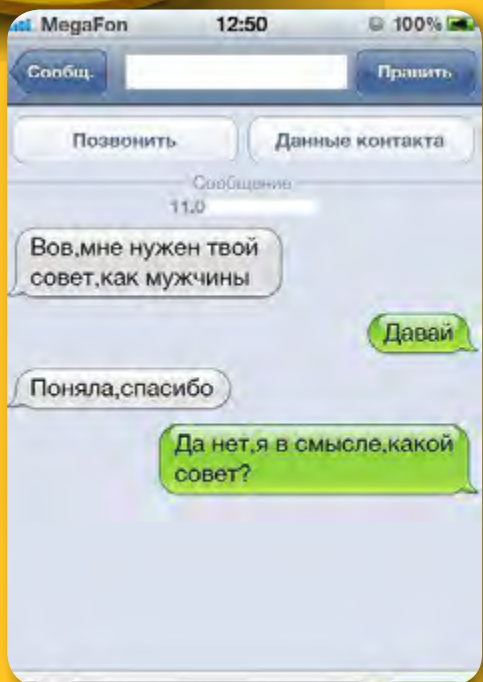 MegaFon 12:50 100%
Сообщ. Править
Позвонить Данные контакта
Сообщение
11.0
Вов,мне нужен твой
совет,как мужчины
Давай
Поняла,спасибо
Да нет,я в смысле,какой
совет?